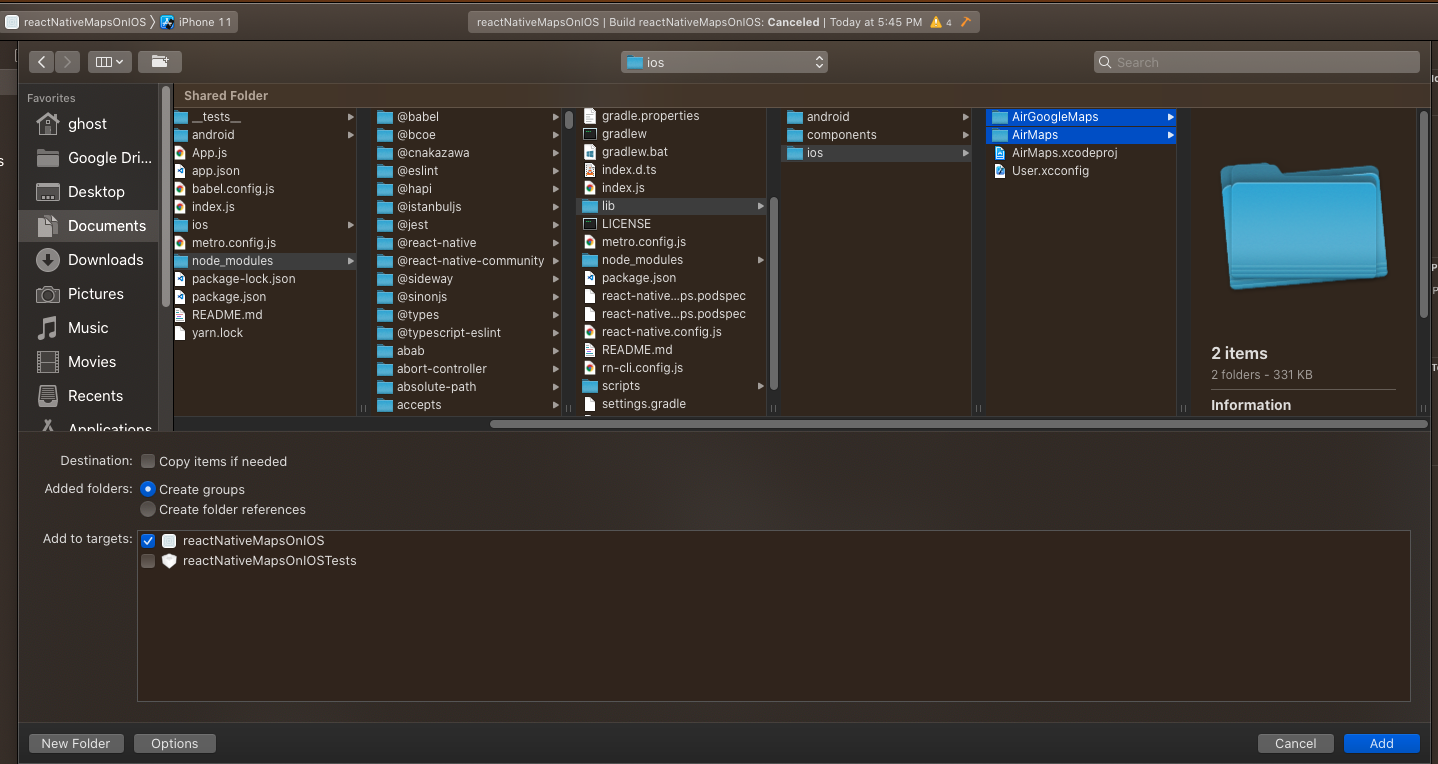 reactNativeMapsOnIOS
iPhone 11
reactNativeMapsOnIOS | Build reactNativeMapsOnIOS: Canceled | Today at 5:45 PM
4
ios
Search
Favorites
ghost
Google Dri...
Desktop
Documents
Downloads
Pictures
Music
Movies
Recents
Applications
Shared Folder
__tests__
android
App.js
app.json
babel.config.js
index.js
ios
metro.config.js
node_modules
package-lock.json
package.json
README.md
yarn.lock
@babel
@bcoe
@cnakazawa
@eslint
@hapi
@istanbuljs
@jest
@react-native
@react-native-community
@sideway
@sinonjs
@types
@typescript-eslint
abab
abort-controller
absolute-path
accepts
gradle.properties
gradlew
gradlew.bat
index.d.ts
index.js
lib
LICENSE
metro.config.js
node_modules
package.json
react-native...ps.podspec
react-native...ps.podspec
react-native.config.js
README.md
rn-cli.config.js
scripts
settings.gradle
android
components
ios
AirGoogleMaps
AirMaps
AirMaps.xcodeproj
User.xcconfig
2 items
2 folders - 331 KB
Information
Destination:
Copy items if needed
Added folders:
Create groups
Create folder references
Add to targets:
reactNativeMapsOnIOS
reactNativeMapsOnIOSTests
New Folder
Options
Cancel
Add